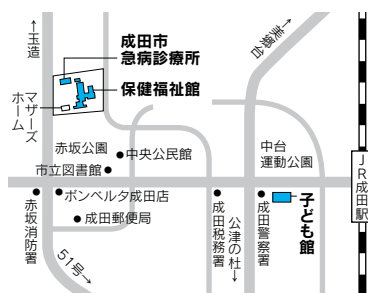 ←玉造
成田市
急病診療所
保健福祉館
マザーズ
ホーム
←美郷台
赤坂公園
中央公民館
市立図書館
中台
運動公園
JR成田駅
赤坂消防署
ボンベルタ成田店
成田郵便局
成田税務署
公津の杜→
成田警察署
子ども館
51号→